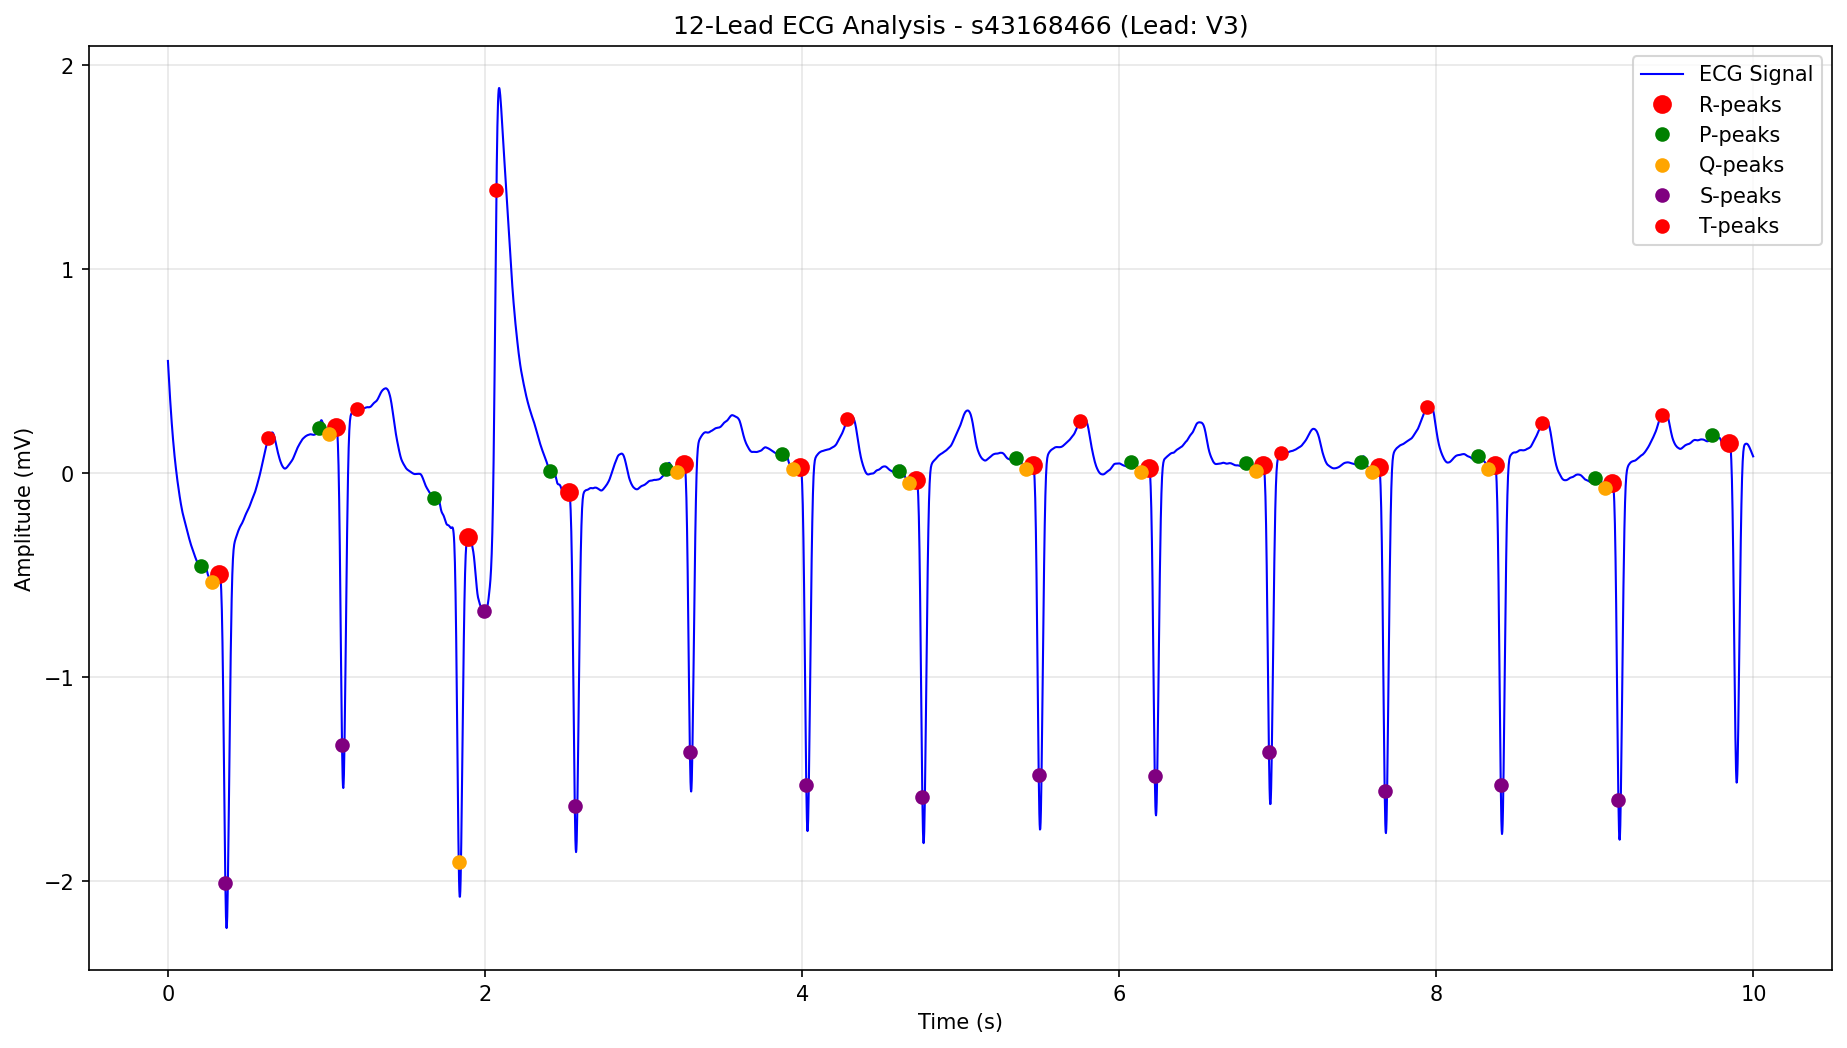 12-Lead ECG Analysis - s43168466 (Lead: V3)
ECG Signal
R-peaks
P-peaks
Q-peaks
S-peaks
T-peaks
Amplitude (mV)
2
1
0
−1
−2
0 2 4 6 8 10
Time (s)